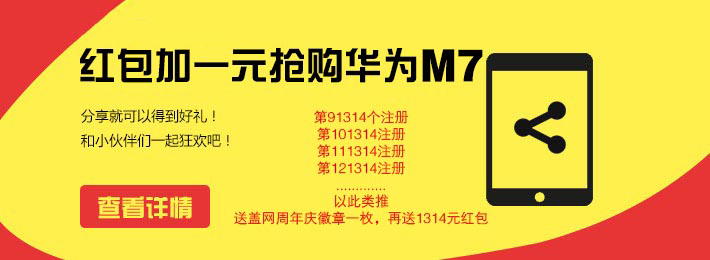 红包加一元抢购华为M7
分享就可以得到好礼！
和小伙伴们一起狂欢吧！
第91314个注册
第101314注册
第111314注册
第121314注册
.............
以此类推
送盖网周年庆徽章一枚，再送1314元红包
查看详情